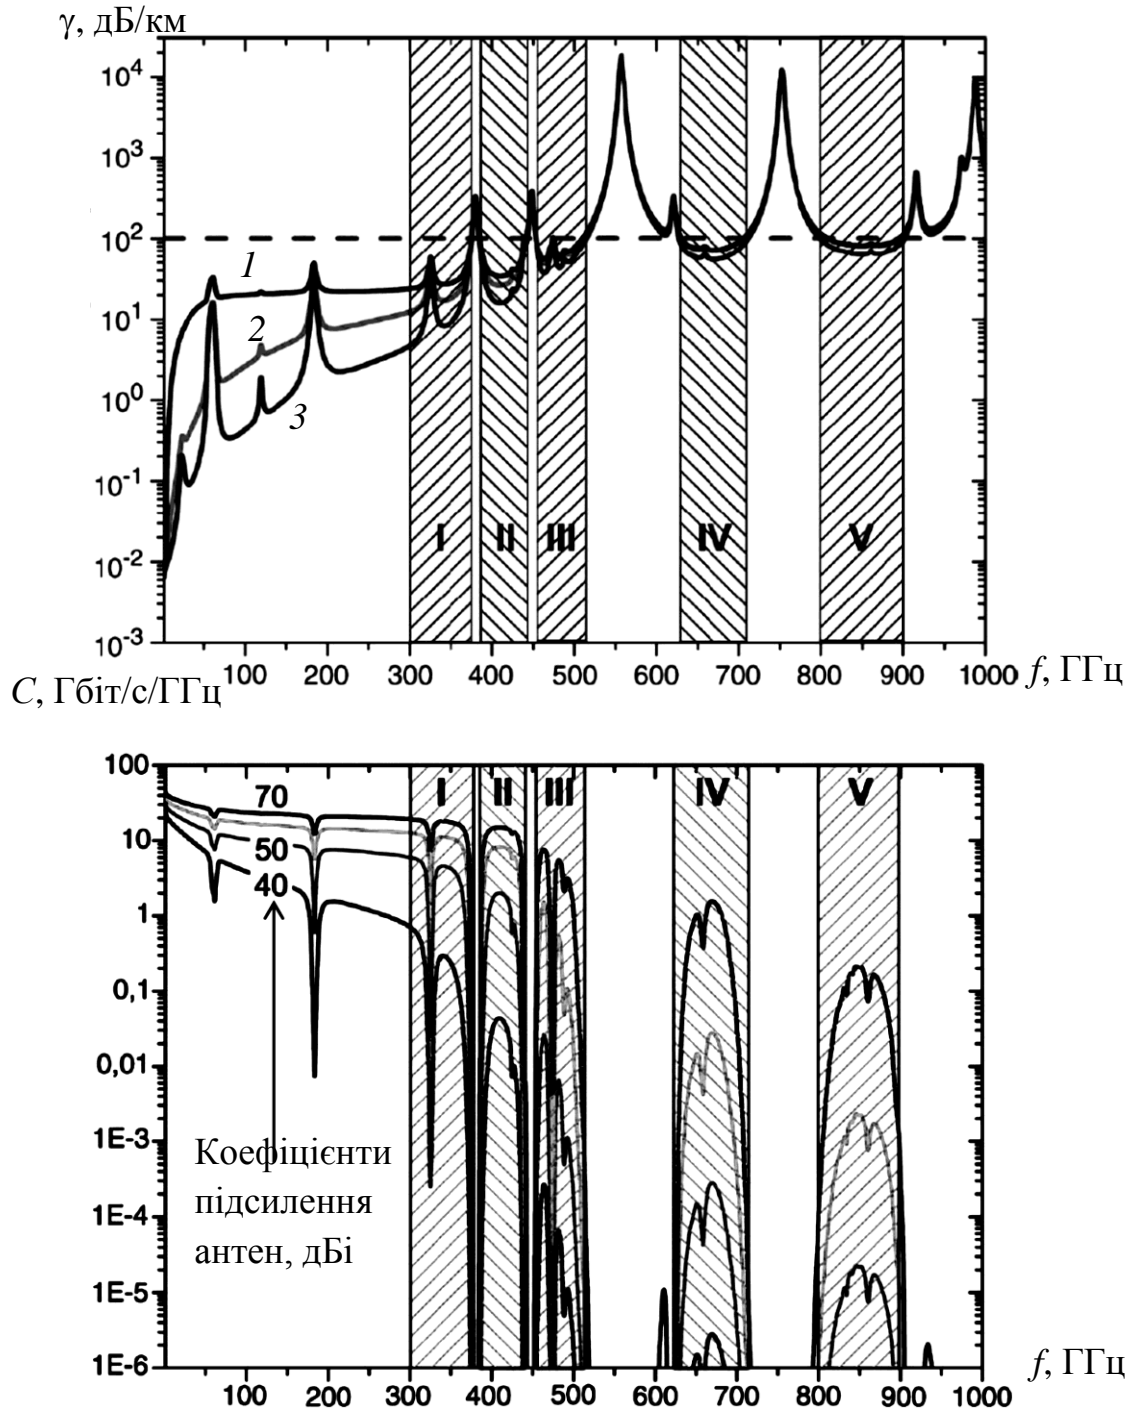 γ, дБ/км
10⁴
10³
10²
10¹
10⁰
10⁻¹
10⁻²
10⁻³
1
2
3
I II III IV V
100 200 300 400 500 600 700 800 900 1000 f, ГГц
C, Гбіт/с/ГГц
100
10
1
0,1
0,01
1E-3
1E-4
1E-5
1E-6
I II III IV V
70
50
40
Коефіцієнти
підсилення
антен, дБі
f, ГГц
100 200 300 400 500 600 700 800 900 1000